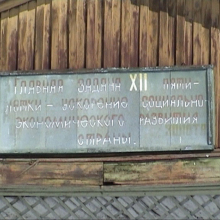 Главная задача XII пяти-
летки - ускорение социально-
экономического развития
страны.